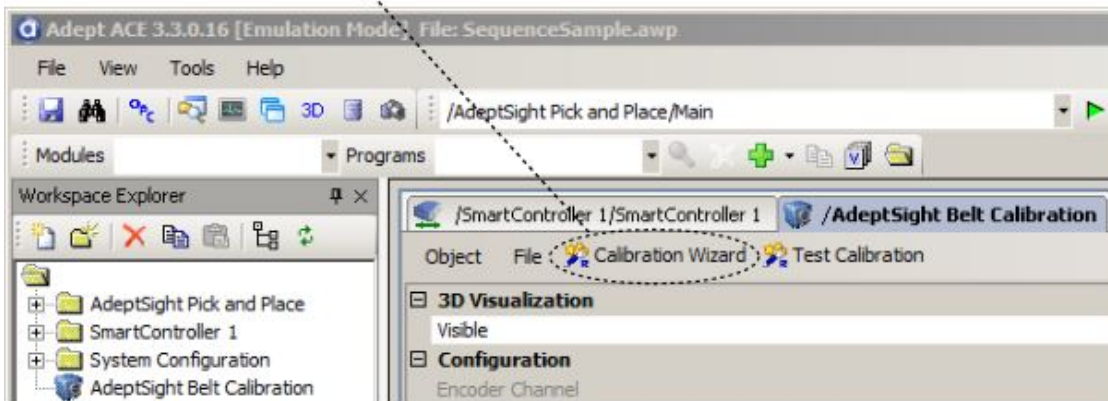 Adept ACE 3.3.0.16 [Emulation Mode] File: SequenceSample.awp
File View Tools Help
OPC 3D /AdeptSight Pick and Place/Main
Modules Programs
Workspace Explorer
/SmartController 1/SmartController 1 /AdeptSight Belt Calibration
Object File Calibration Wizard Test Calibration
3D Visualization
AdeptSight Pick and Place
Visible
SmartController 1
Configuration
System Configuration
Encoder Channel
AdeptSight Belt Calibration